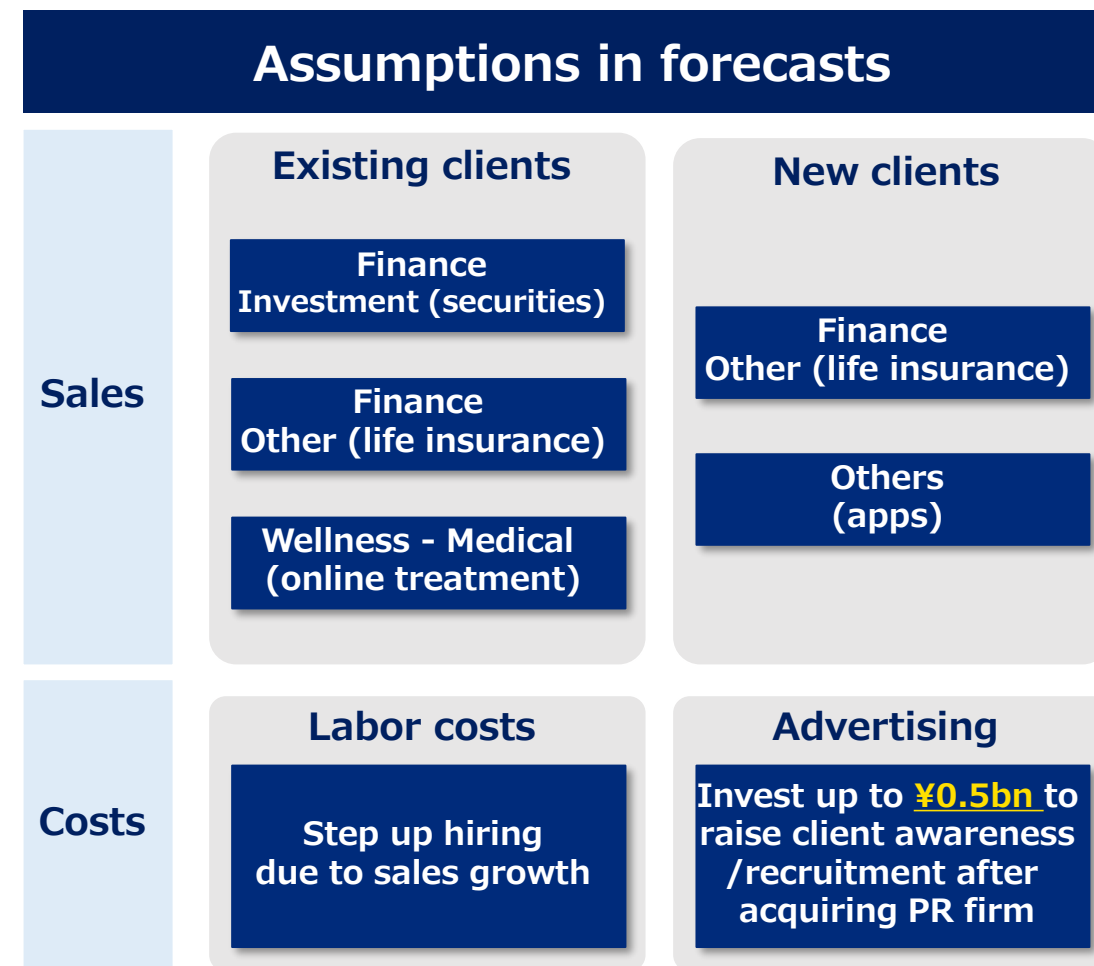 Assumptions in forecasts
Sales
Existing clients
Finance
Investment (securities)
Finance
Other (life insurance)
Wellness - Medical
(online treatment)
New clients
Finance
Other (life insurance)
Others
(apps)
Costs
Labor costs
Step up hiring
due to sales growth
Advertising
Invest up to ¥0.5bn to
raise client awareness
/recruitment after
acquiring PR firm